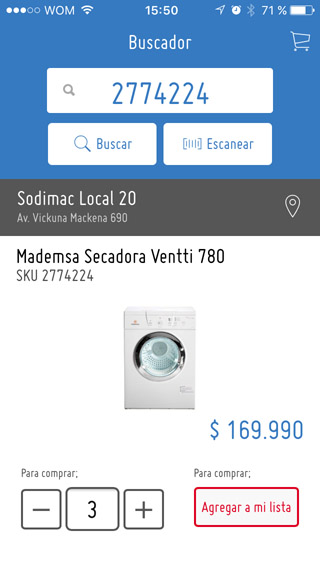 WOM 15:50 71 %
Buscador
2774224
Buscar Escanear
Sodimac Local 20
Av. Vickuna Mackena 690
Mademsa Secadora Ventti 780
SKU 2774224
$ 169.990
Para comprar; Para comprar;
3 Agregar a mi lista